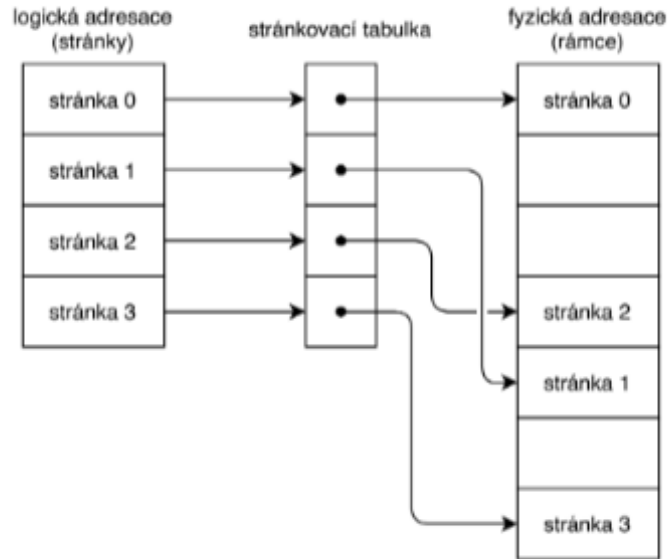 logická adresace
(stránky)
stránkovací tabulka
fyzická adresace
(rámce)
stránka 0
stránka 1
stránka 2
stránka 3
stránka 0
stránka 2
stránka 1
stránka 3